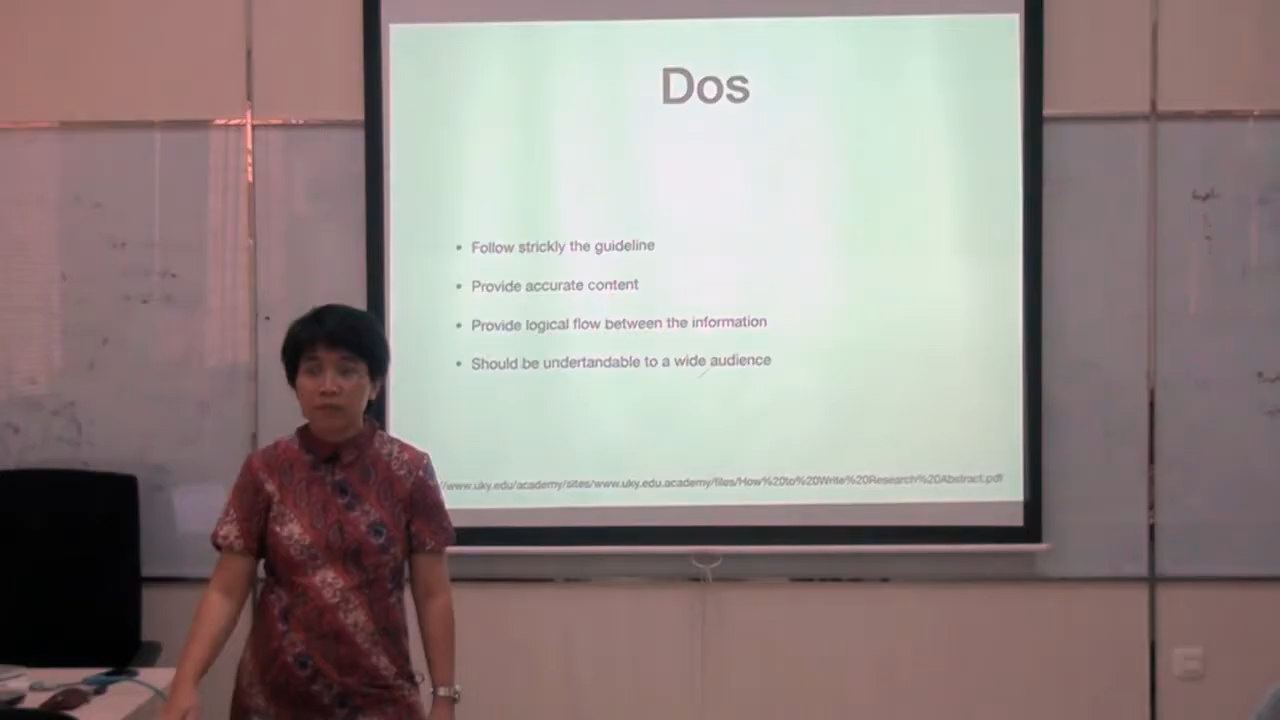 Dos
• Follow strickly the guideline
• Provide accurate content
• Provide logical flow between the information
• Should be undertandable to a wide audience
/www.uky.edu/academy/sites/www.uky.edu.academy/files/How%20to%20Write%20Research%20Abstract.pdf